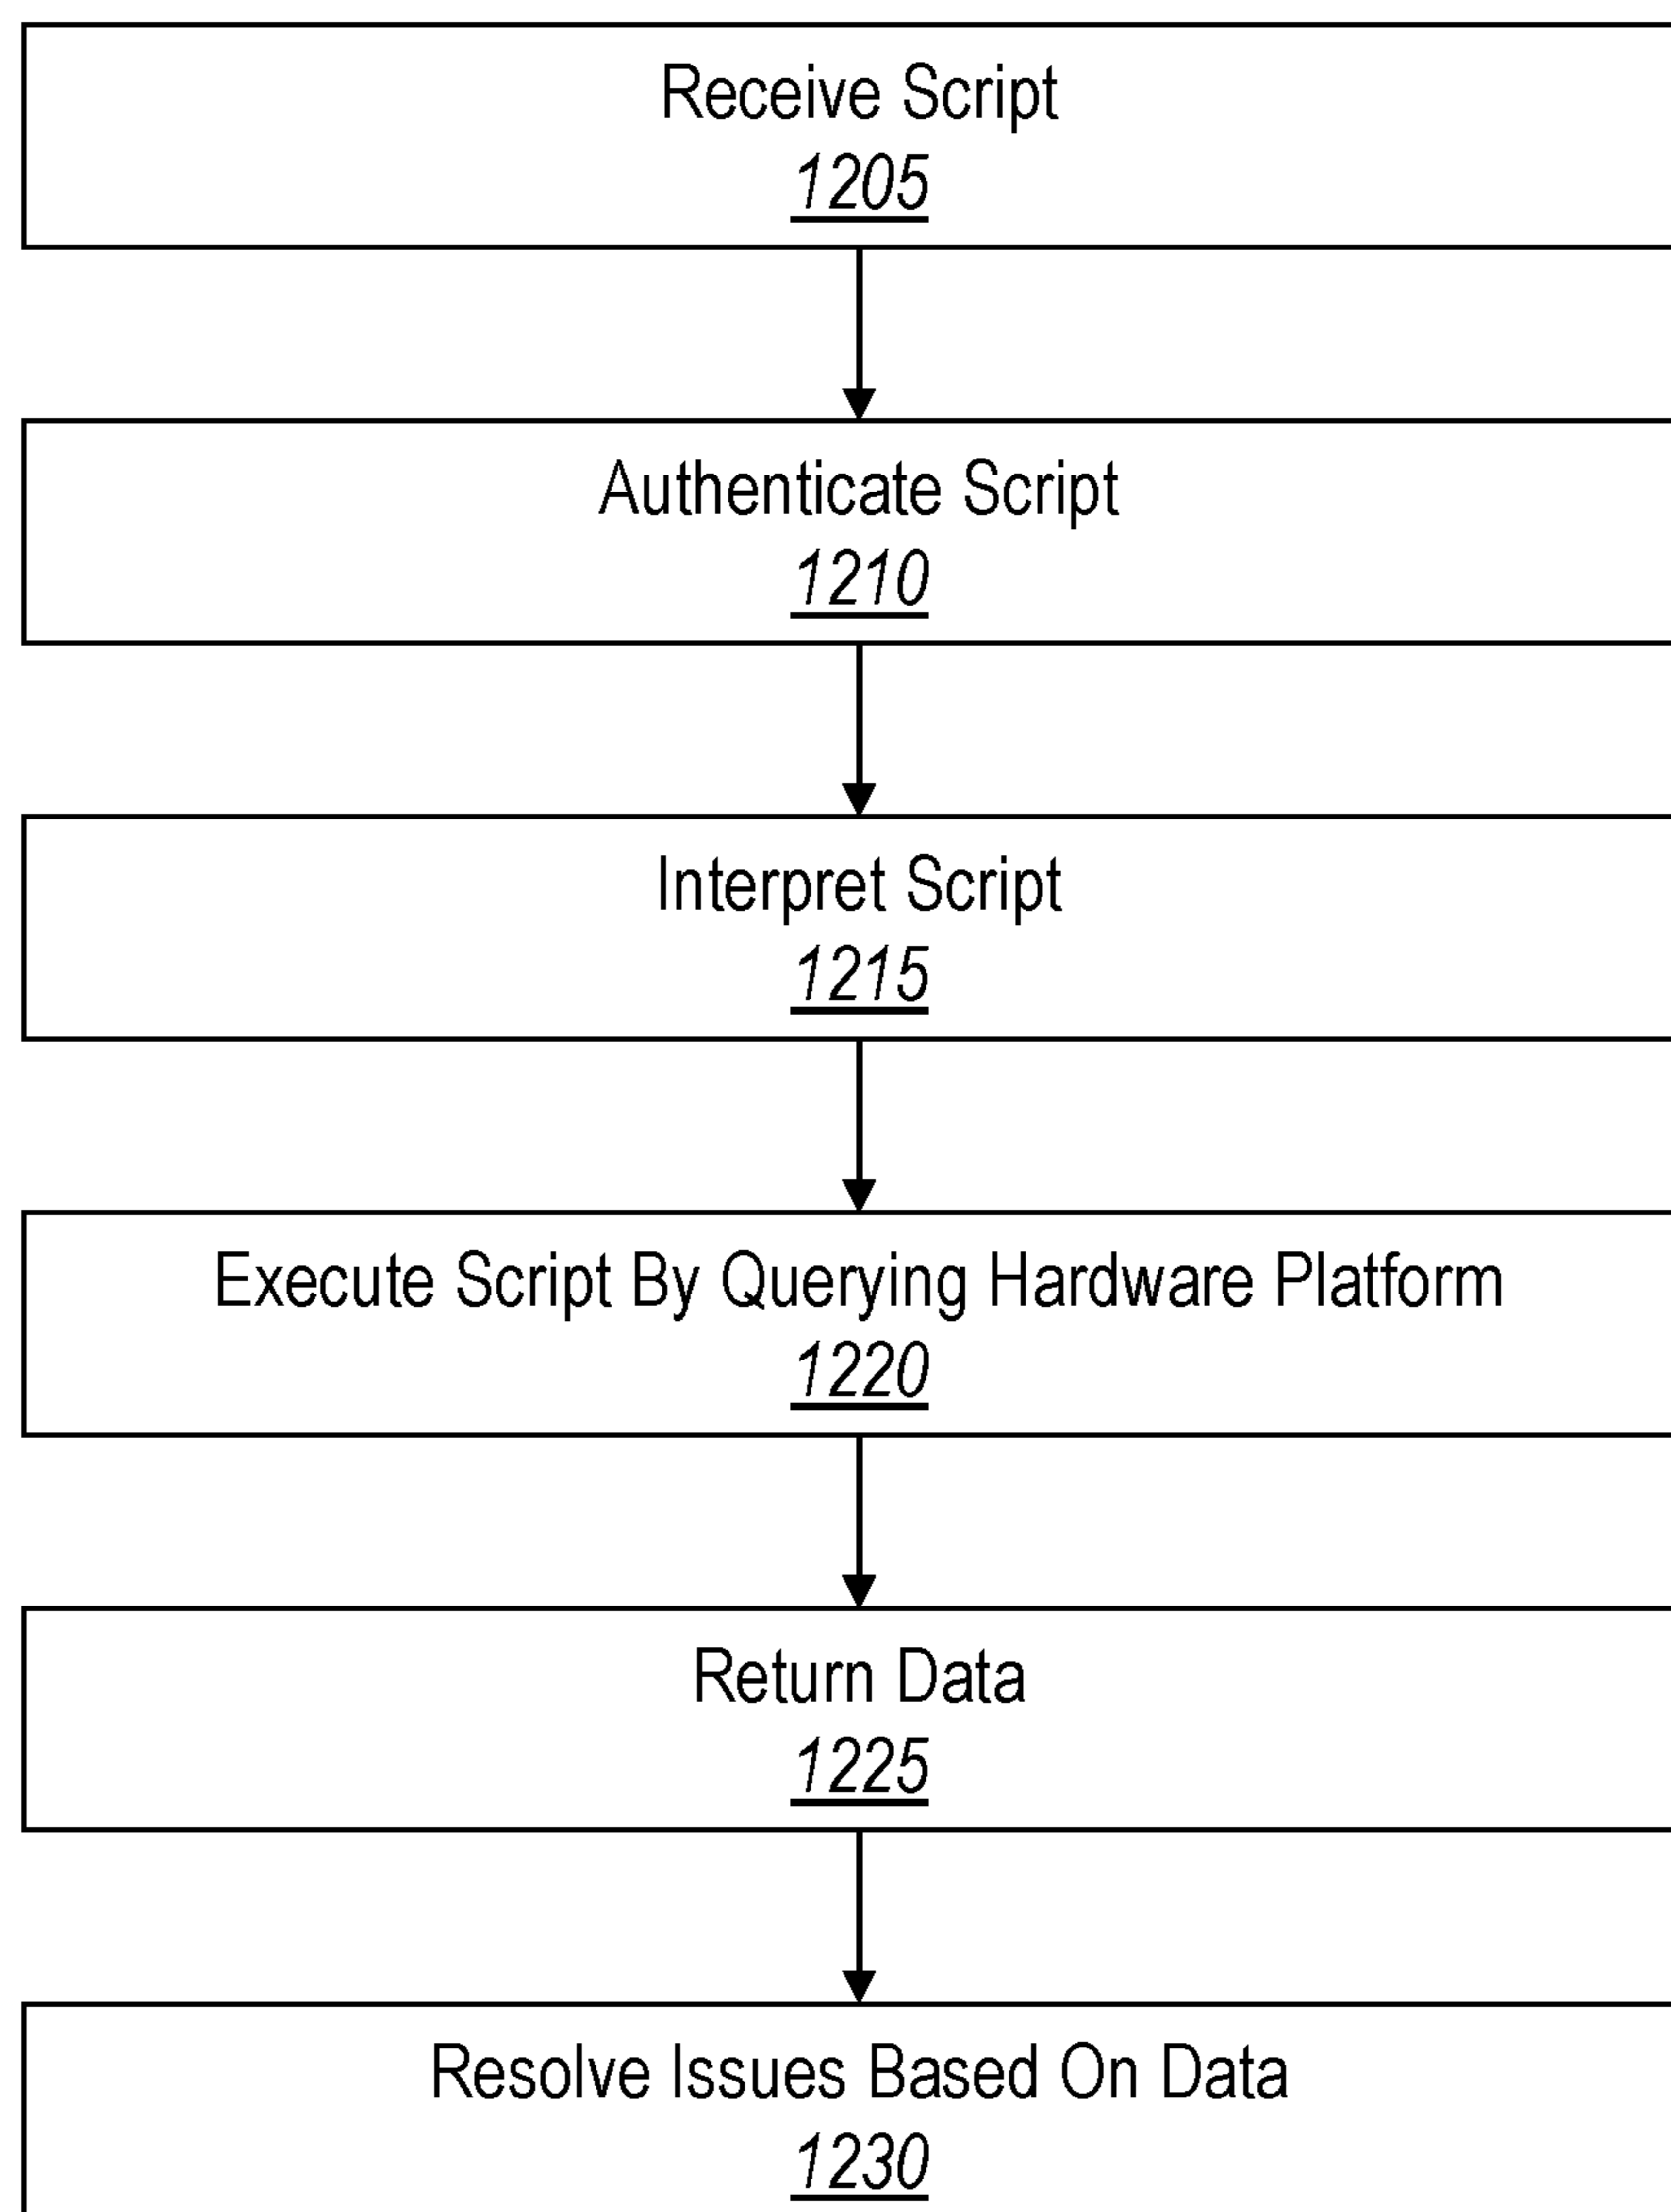 Receive Script
1205
Authenticate Script
1210
Interpret Script
1215
Execute Script By Querying Hardware Platform
1220
Return Data
1225
Resolve Issues Based On Data
1230